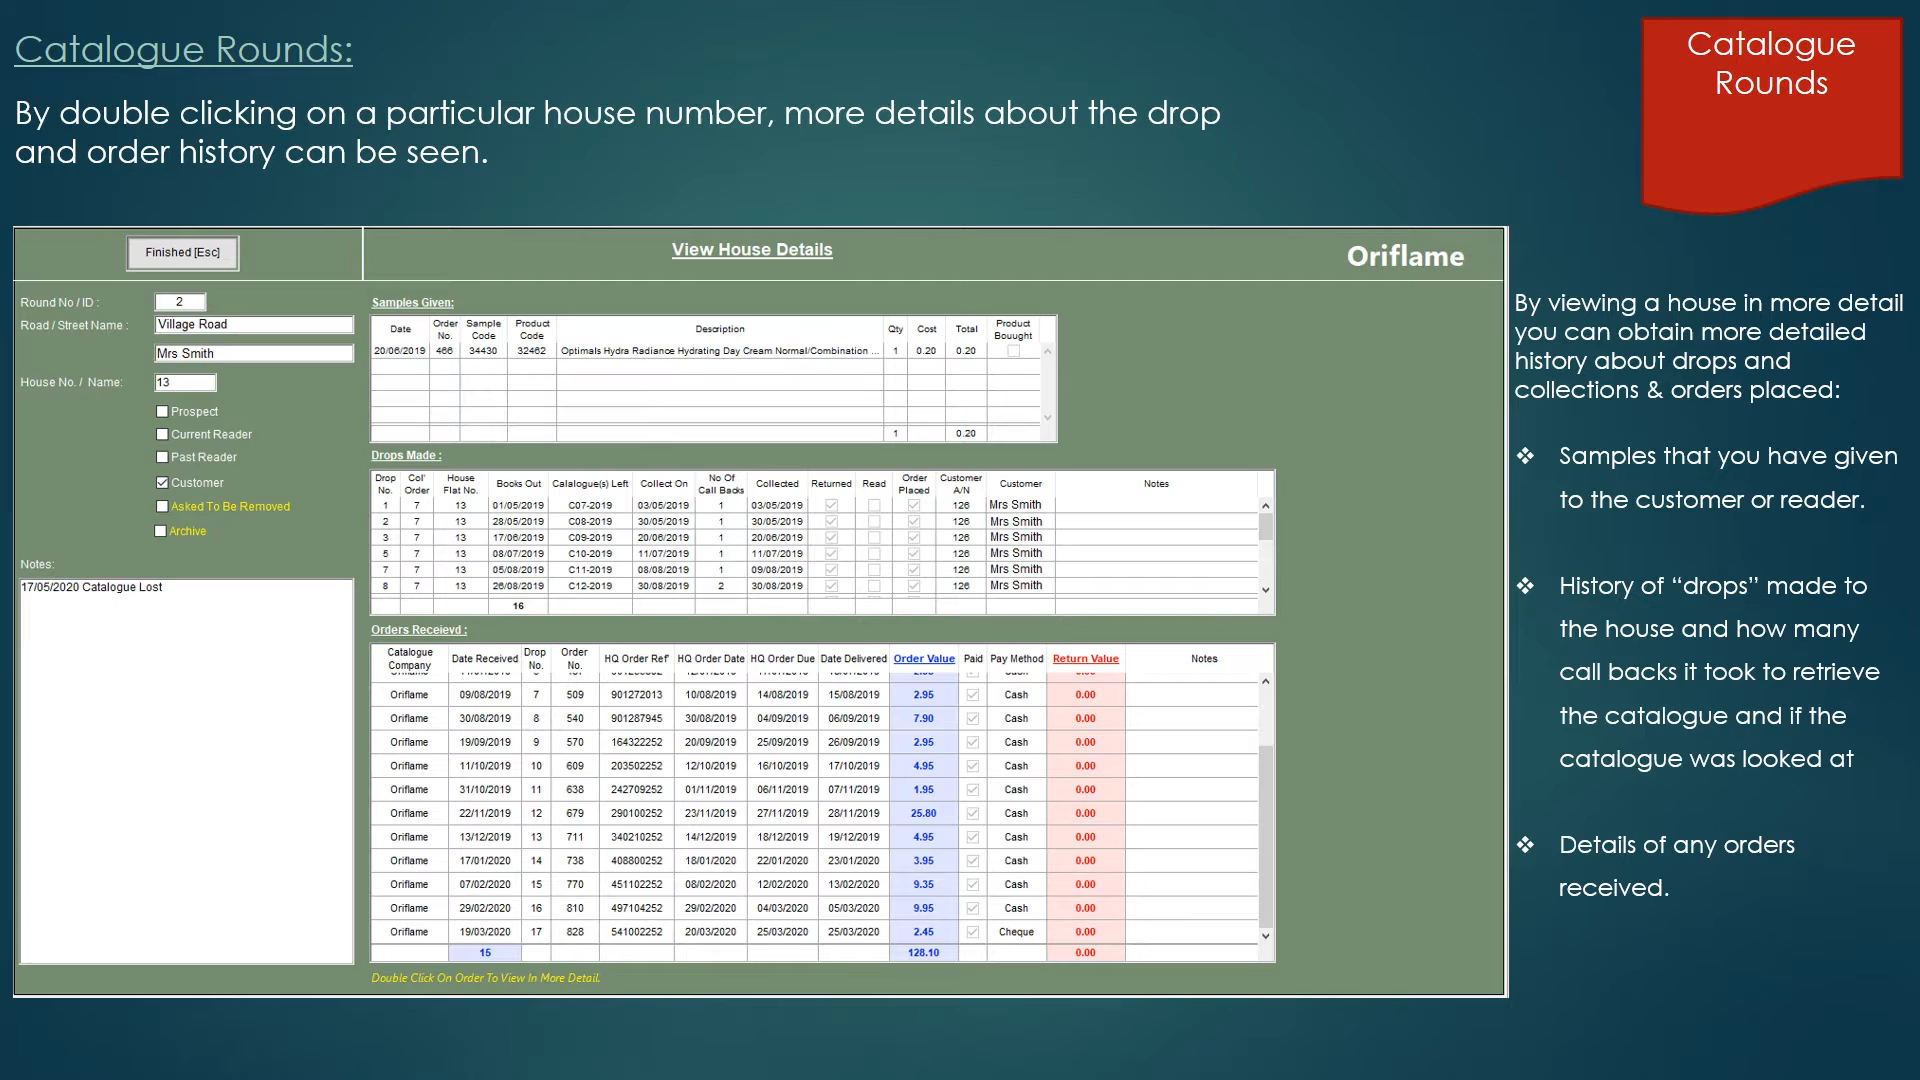 Catalogue Rounds:
By double clicking on a particular house number, more details about the drop
and order history can be seen.
Catalogue
Rounds
Finished [Esc]
View House Details
Oriflame
Round No / ID :
2
Road / Street Name :
Village Road
Mrs Smith
House No. / Name:
13
Prospect
Current Reader
Past Reader
Customer
Asked To Be Removed
Archive
Notes:
17/05/2020 Catalogue Lost
Samples Given:
Date Order No. Sample Code Product Code Description Qty Cost Total Product Bouught
20/06/2019 466 34430 32462 Optimals Hydra Radiance Hydrating Day Cream Normal/Combination ... 1 0.20 0.20
1 0.20
Drops Made :
Drop No. Col' Order House Flat No. Books Out Calalogue(s) Left Collect On No Of Call Backs Collected Returned Read Order Placed Customer A/N Customer Notes
1 7 13 01/05/2019 C07-2019 03/05/2019 1 03/05/2019 126 Mrs Smith
2 7 13 28/05/2019 C08-2019 30/05/2019 1 30/05/2019 126 Mrs Smith
3 7 13 17/06/2019 C09-2019 20/06/2019 1 20/06/2019 126 Mrs Smith
5 7 13 08/07/2019 C10-2019 11/07/2019 1 11/07/2019 126 Mrs Smith
7 7 13 05/08/2019 C11-2019 08/08/2019 1 09/08/2019 126 Mrs Smith
8 7 13 26/08/2019 C12-2019 30/08/2019 2 30/08/2019 126 Mrs Smith
16
Orders Receievd :
Catalogue Company Date Received Drop No. Order No. HQ Order Ref' HQ Order Date HQ Order Due Date Delivered Order Value Paid Pay Method Return Value Notes
Oriflame 09/08/2019 7 509 901272013 10/08/2019 14/08/2019 15/08/2019 2.95 Cash 0.00
Oriflame 30/08/2019 8 540 901287945 30/08/2019 04/09/2019 06/09/2019 7.90 Cash 0.00
Oriflame 19/09/2019 9 570 164322252 20/09/2019 25/09/2019 26/09/2019 2.95 Cash 0.00
Oriflame 11/10/2019 10 609 203502252 12/10/2019 16/10/2019 17/10/2019 4.95 Cash 0.00
Oriflame 31/10/2019 11 638 242709252 01/11/2019 06/11/2019 07/11/2019 1.95 Cash 0.00
Oriflame 22/11/2019 12 679 290100252 23/11/2019 27/11/2019 28/11/2019 25.80 Cash 0.00
Oriflame 13/12/2019 13 711 340210252 14/12/2019 18/12/2019 19/12/2019 4.95 Cash 0.00
Oriflame 17/01/2020 14 738 408800252 18/01/2020 22/01/2020 23/01/2020 3.95 Cash 0.00
Oriflame 07/02/2020 15 770 451102252 08/02/2020 12/02/2020 13/02/2020 9.35 Cash 0.00
Oriflame 29/02/2020 16 810 497104252 29/02/2020 04/03/2020 05/03/2020 9.95 Cash 0.00
Oriflame 19/03/2020 17 828 541002252 20/03/2020 25/03/2020 25/03/2020 2.45 Cheque 0.00
15 128.10 0.00
Double Click On Order To View In More Detail.
By viewing a house in more detail
you can obtain more detailed
history about drops and
collections & orders placed:
❖ Samples that you have given
to the customer or reader.
❖ History of “drops” made to
the house and how many
call backs it took to retrieve
the catalogue and if the
catalogue was looked at
❖ Details of any orders
received.